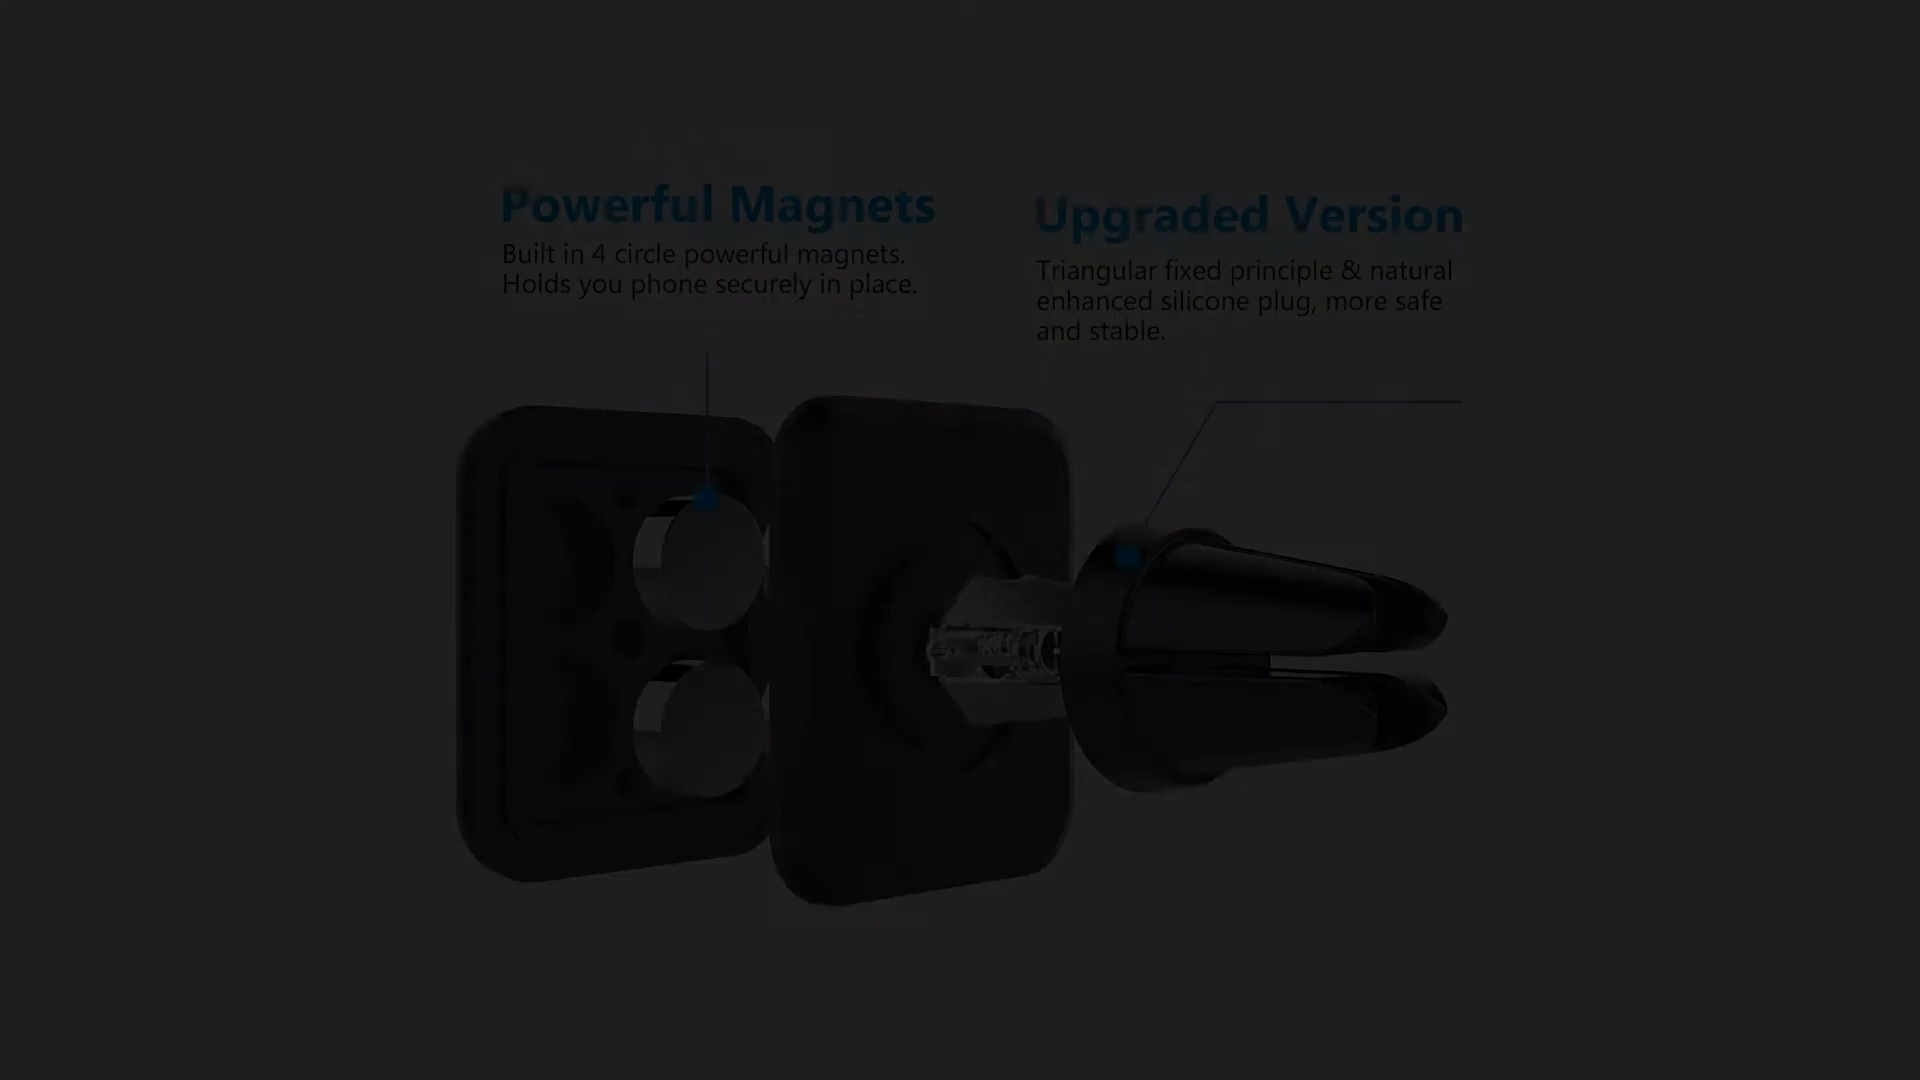 Powerful Magnets
Built in 4 circle powerful magnets.
Holds you phone securely in place.
Upgraded Version
Triangular fixed principle & natural
enhanced silicone plug, more safe
and stable.